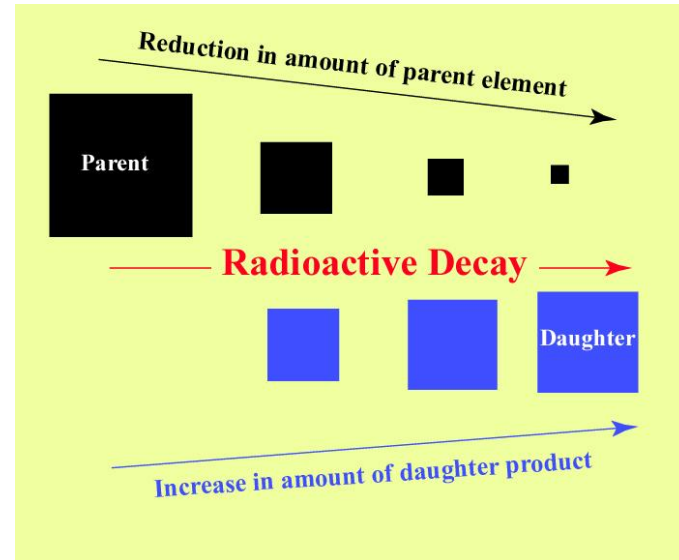 Reduction in amount of parent element
Parent
Radioactive Decay
Daughter
Increase in amount of daughter product